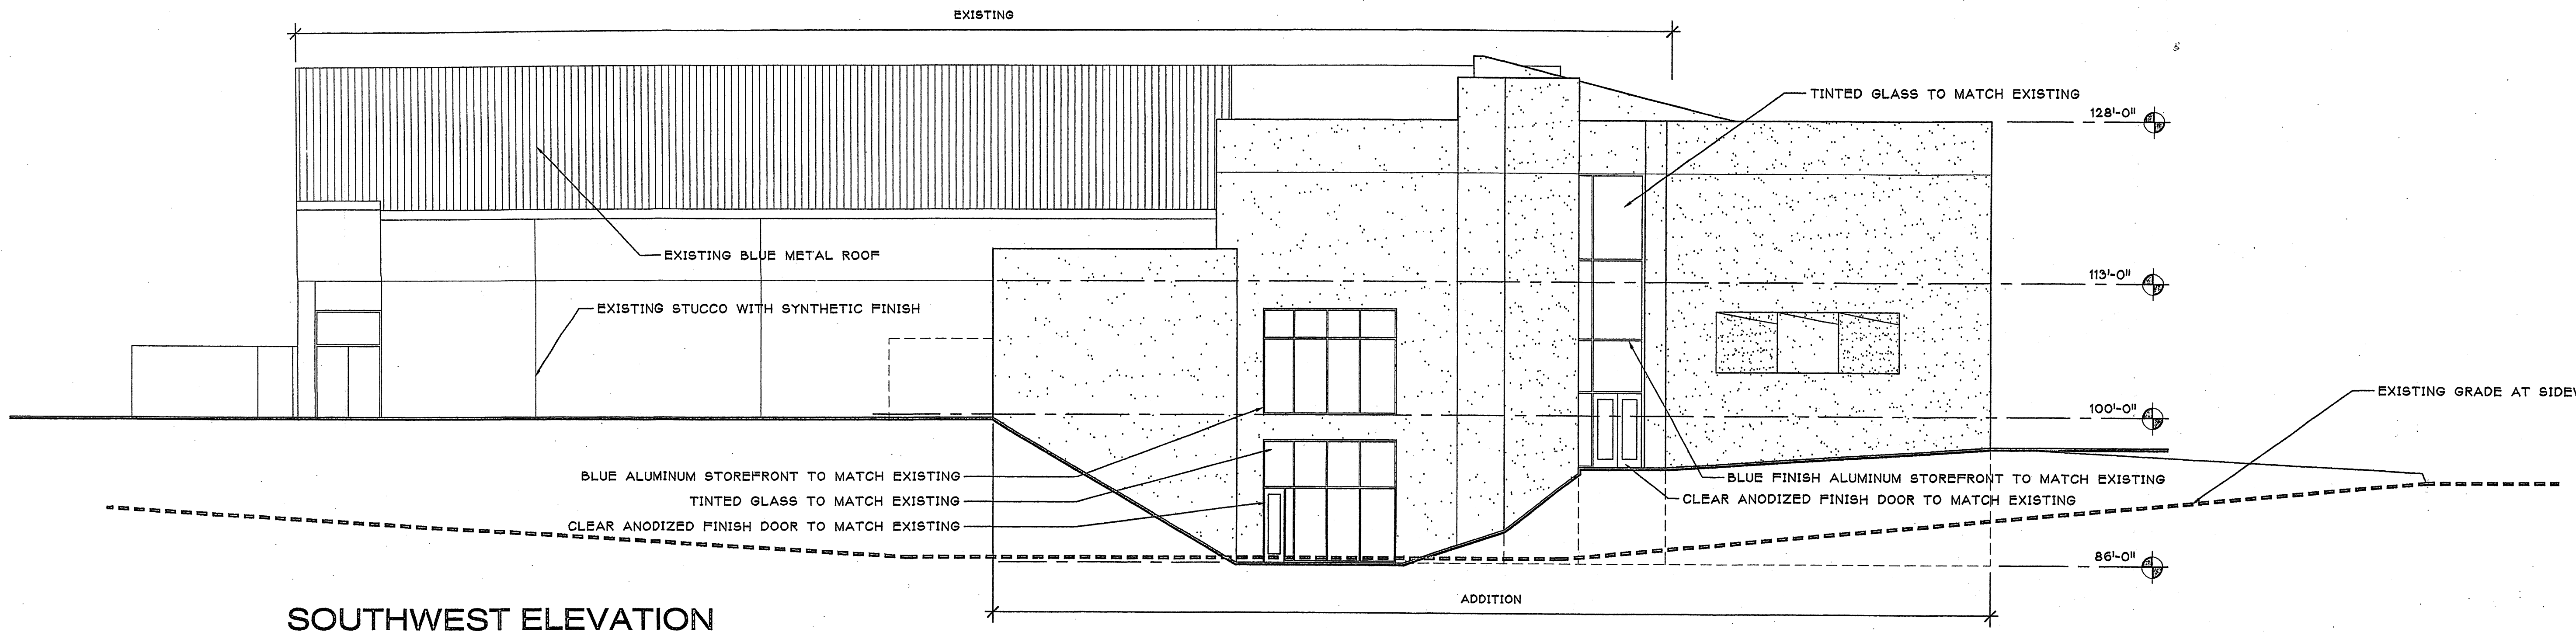 EXISTING
TINTED GLASS TO MATCH EXISTING
128'-0"
EXISTING BLUE METAL ROOF
113'-0"
EXISTING STUCCO WITH SYNTHETIC FINISH
EXISTING GRADE AT
100'-0"
BLUE ALUMINUM STOREFRONT TO MATCH EXISTING
BLUE FINISH ALUMINUM STOREFRONT TO MATCH EXISTING
TINTED GLASS TO MATCH EXISTING
CLEAR ANODIZED FINISH DOOR TO MATCH EXISTING
CLEAR ANODIZED FINISH DOOR TO MATCH EXISTING
86'-0"
ADDITION
SOUTHWEST ELEVATION